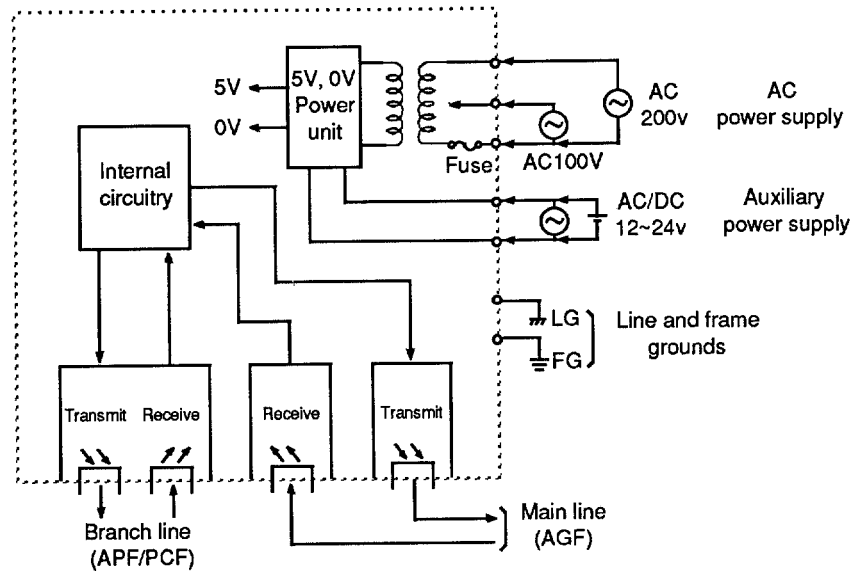 5V, 0V
Power
unit
5V
0V
Internal
circuitry
Fuse
AC100V
AC
200v
AC
power supply
AC/DC
12~24v
Auxiliary
power supply
LG
FG
Line and frame
grounds
Transmit
Receive
Receive
Transmit
Branch line
(APF/PCF)
Main line
(AGF)